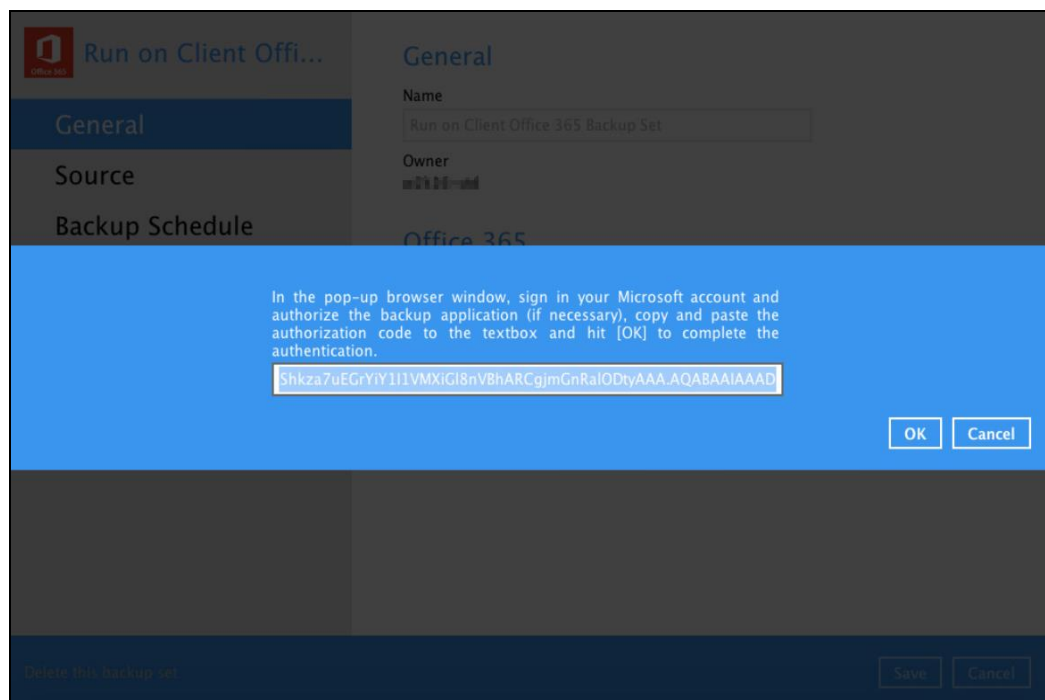 Office 365
Run on Client Offi...
General
Source
Backup Schedule
General
Name
Run on Client Office 365 Backup Set
Owner
Office 365
In the pop-up browser window, sign in your Microsoft account and
authorize the backup application (if necessary), copy and paste the
authorization code to the textbox and hit [OK] to complete the
authentication.
Shkza7uEGrYiY1I1VMXiGl8nVBhARCgjmGnRalODtyAAA.AQABAAIAAAD
OK Cancel
Delete this backup set
Save Cancel